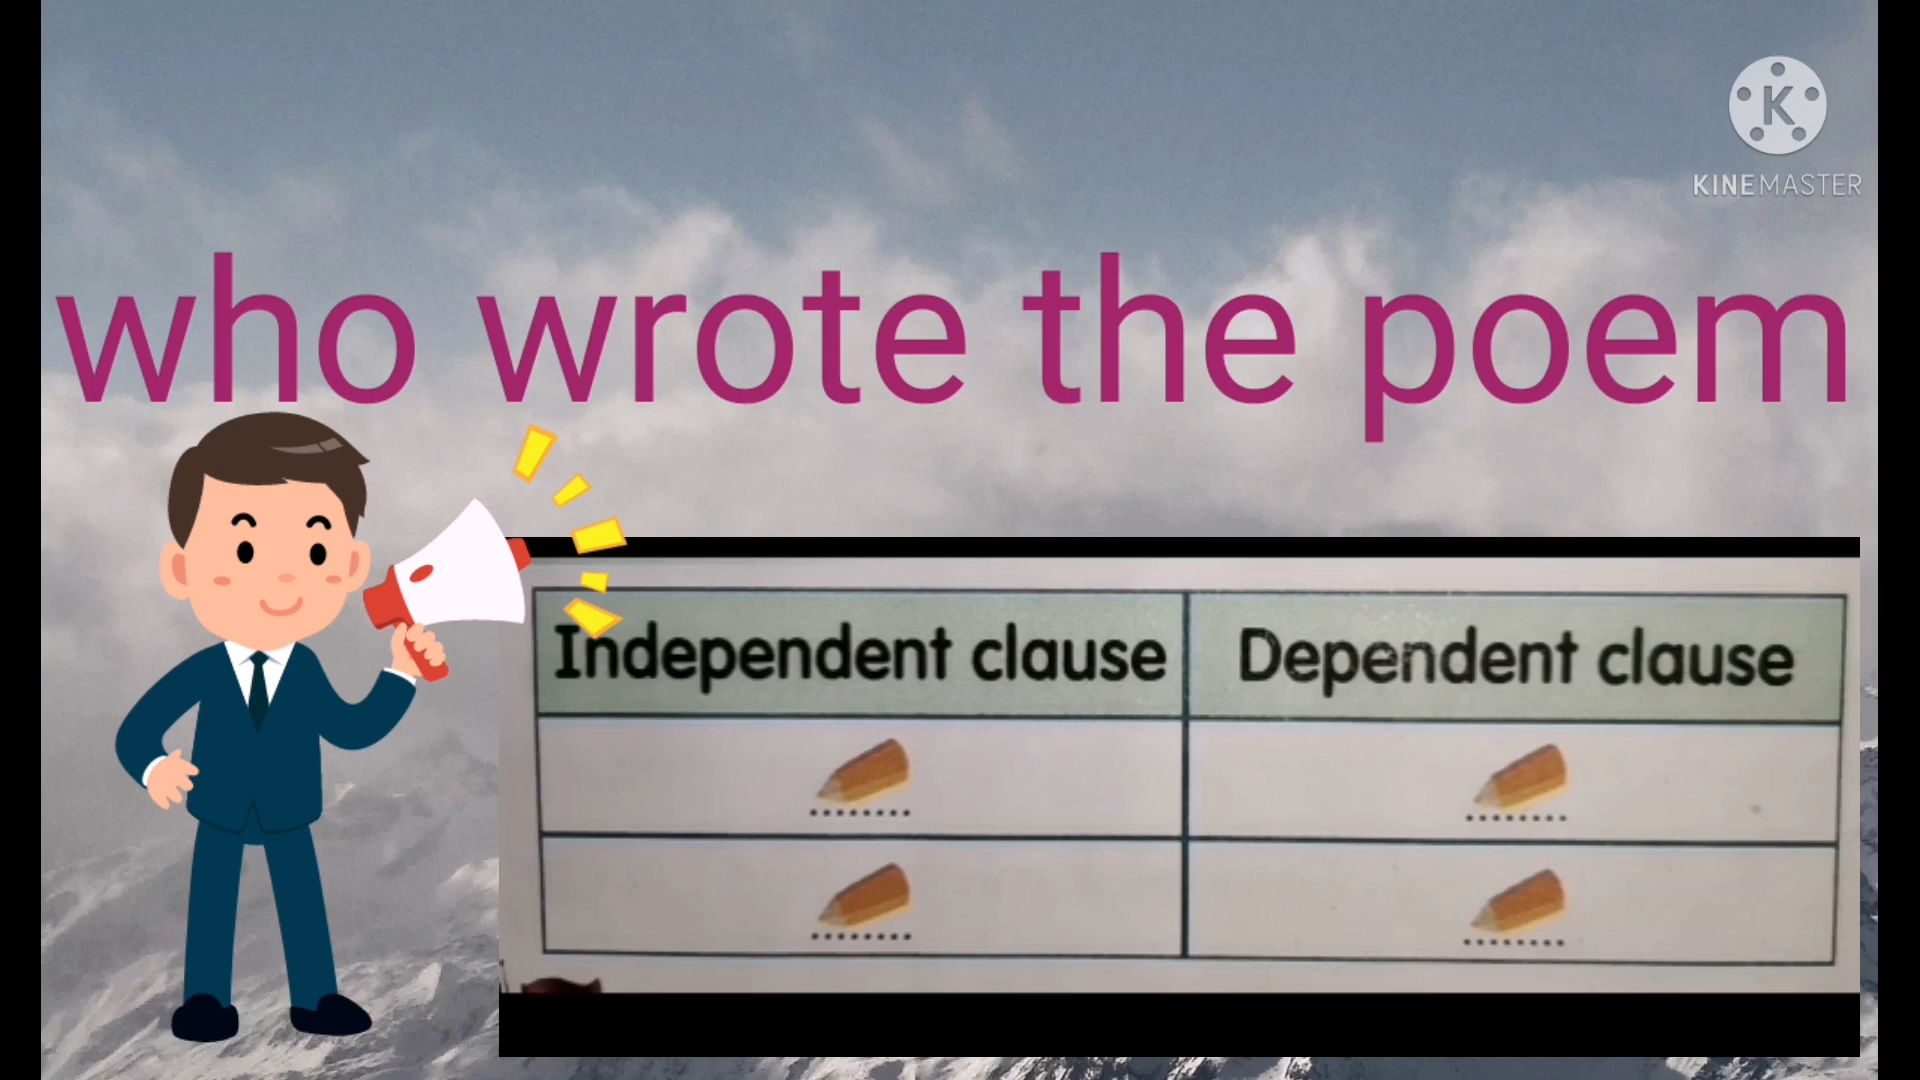 KINEMASTER
who wrote the poem
Independent clause
Dependent clause